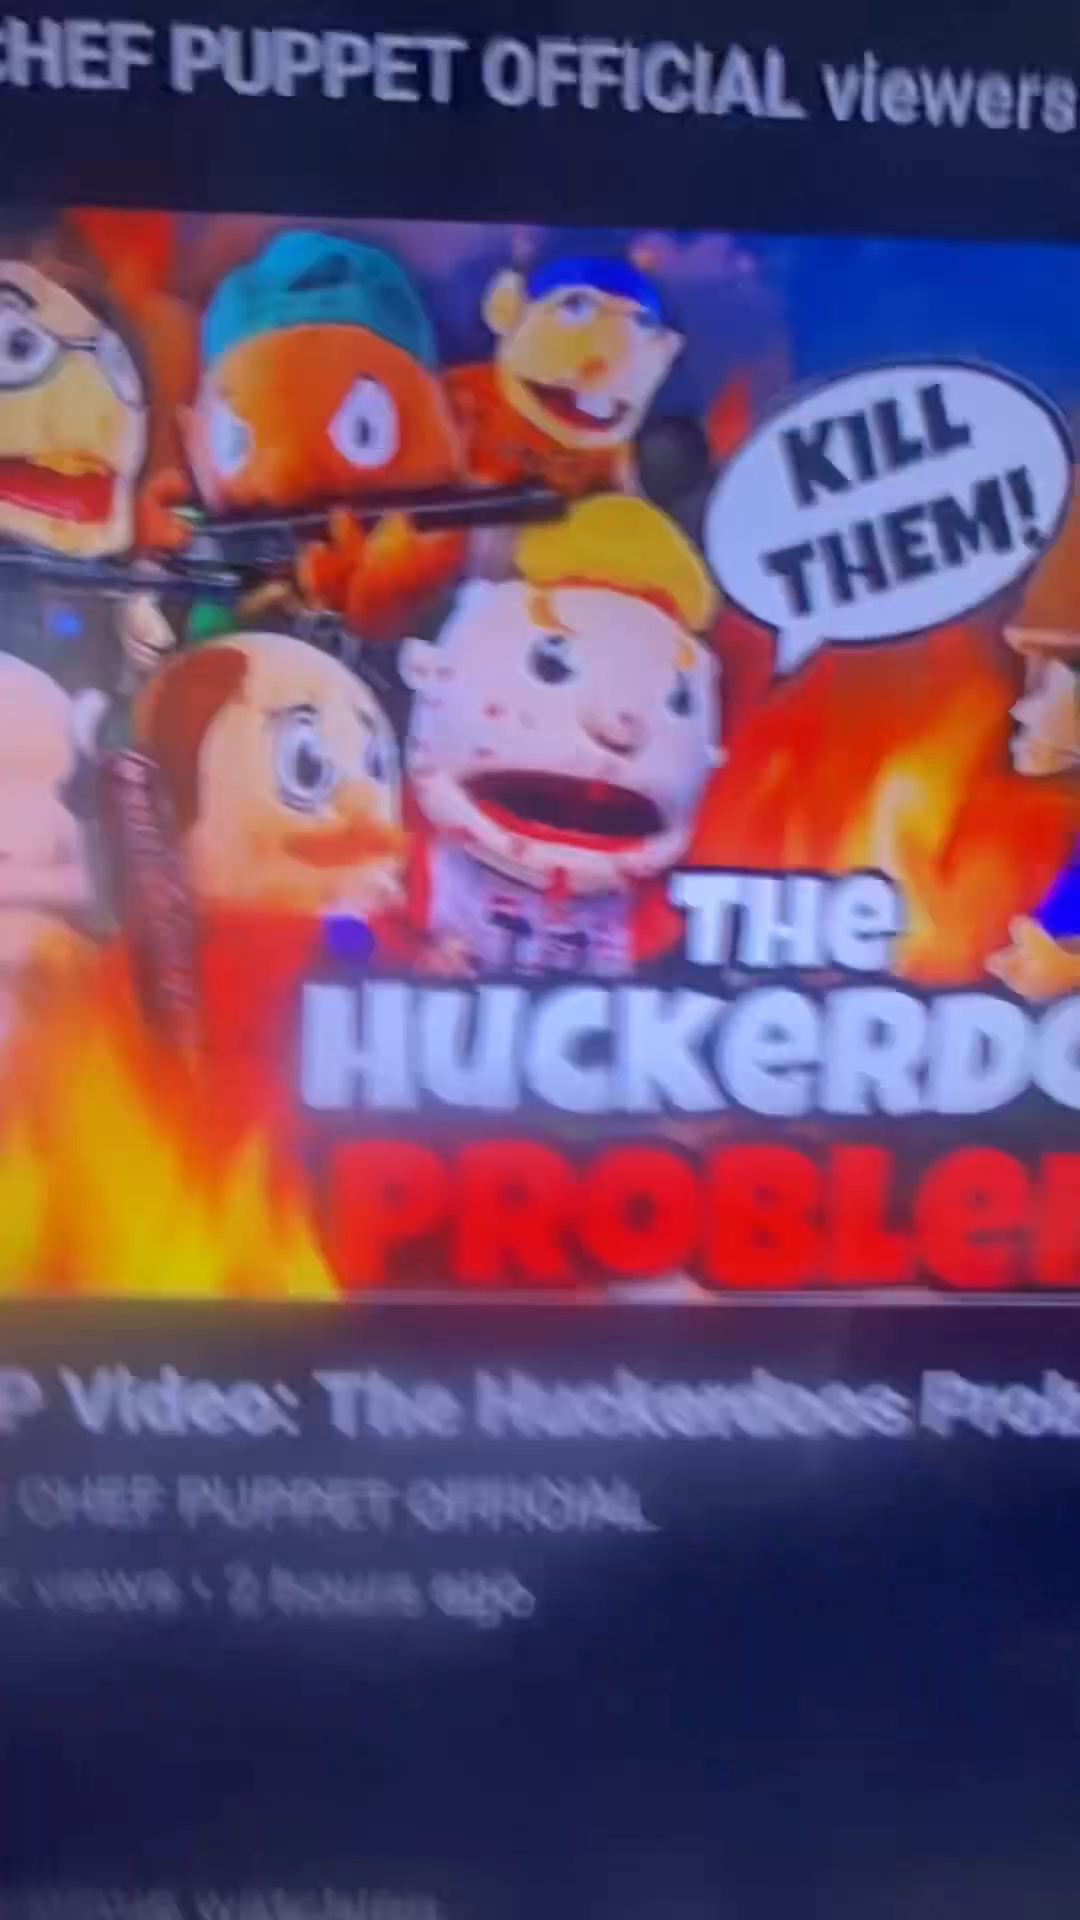 CHEF PUPPET OFFICIAL viewers
KILL
THEM!
THE
HUCKERDO
PROBLE
P Video: The Huckerdoos Prob
CHEF PUPPET OFFICIAL
views • 2 hours ago
watching